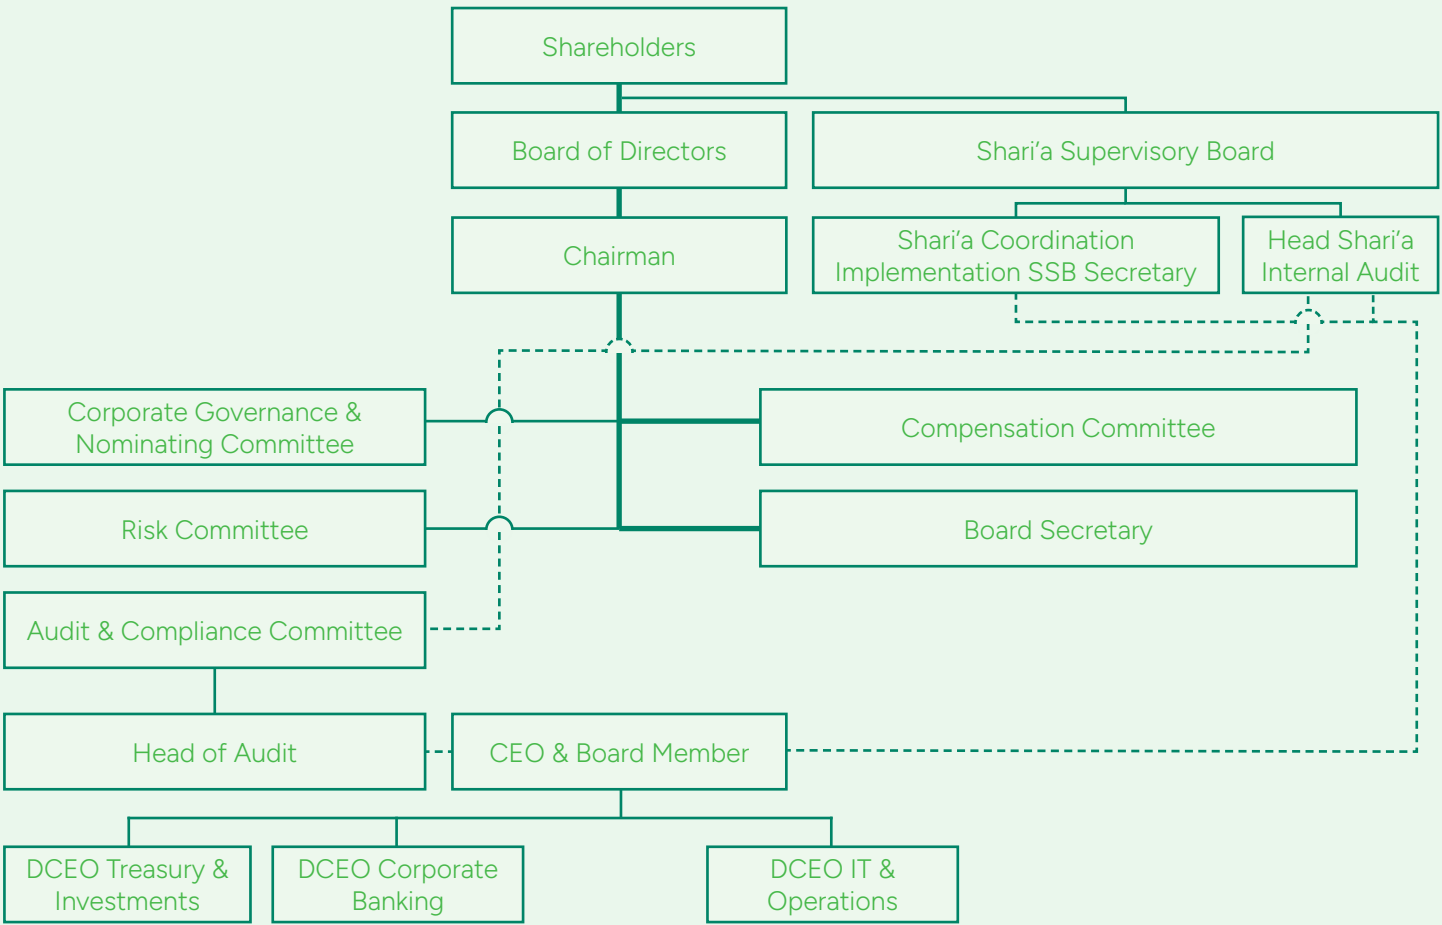 Shareholders
Board of Directors
Shari’a Supervisory Board
Chairman
Shari’a Coordination
Implementation SSB Secretary
Head Shari’a
Internal Audit
Corporate Governance &
Nominating Committee
Compensation Committee
Risk Committee
Board Secretary
Audit & Compliance Committee
Head of Audit
CEO & Board Member
DCEO Treasury &
Investments
DCEO Corporate
Banking
DCEO IT &
Operations